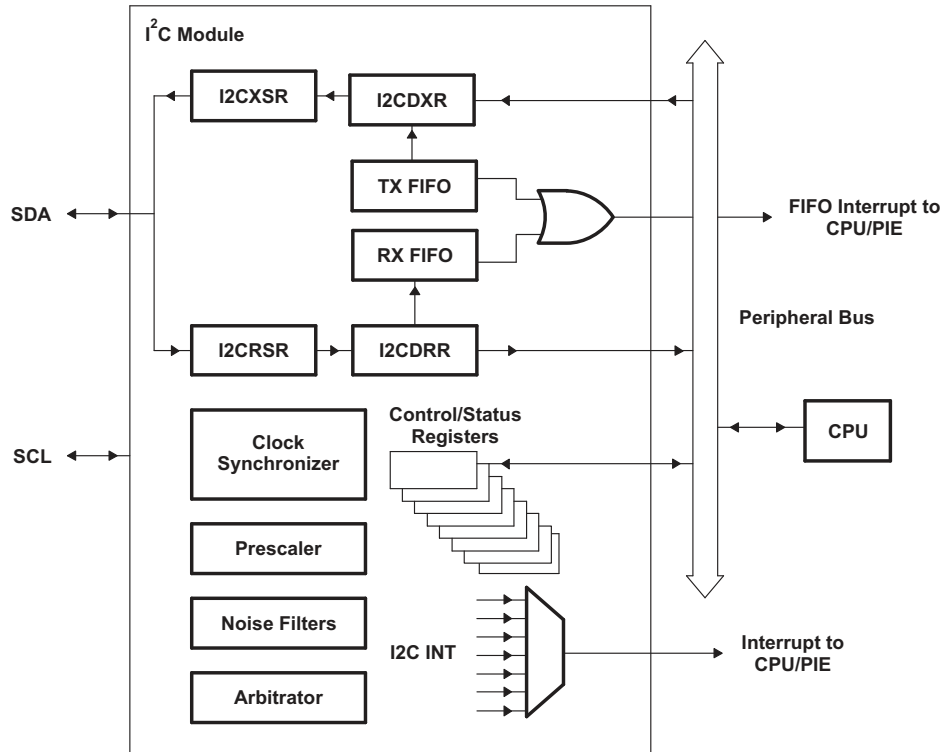 I²C Module
I2CXSR
I2CDXR
TX FIFO
SDA
FIFO Interrupt to
CPU/PIE
RX FIFO
Peripheral Bus
I2CRSR
I2CDRR
Control/Status
Registers
CPU
SCL
Clock
Synchronizer
Prescaler
Noise Filters
I2C INT
Interrupt to
CPU/PIE
Arbitrator